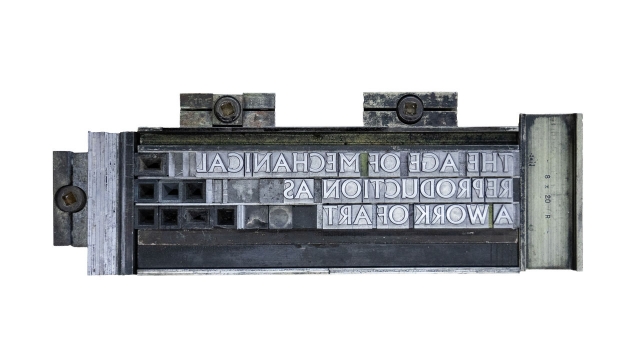 THE AGE OF MECHANICAL
REPRODUCTION AS
A WORK OF ART